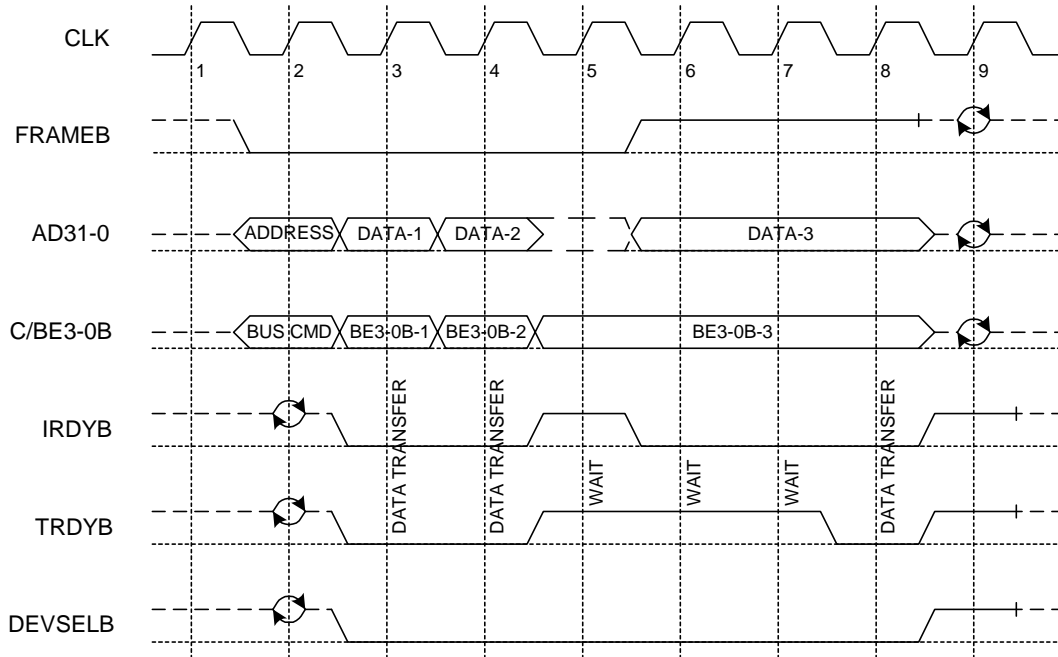 CLK
1 2 3 4 5 6 7 8 9
FRAMEB
AD31-0
ADDRESS DATA-1 DATA-2 DATA-3
C/BE3-0B
BUS CMD BE3-0B-1 BE3-0B-2 BE3-0B-3
IRDYB
DATA TRANSFER
DATA TRANSFER
WAIT
WAIT
WAIT
DATA TRANSFER
TRDYB
DEVSELB